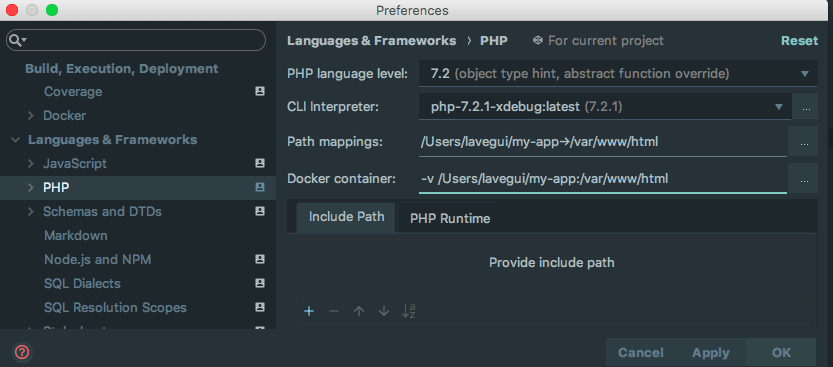 Preferences
Build, Execution, Deployment
Coverage
Docker
Languages & Frameworks
JavaScript
PHP
Schemas and DTDs
Markdown
Node.js and NPM
SQL Dialects
SQL Resolution Scopes
Languages & Frameworks › PHP For current project Reset
PHP language level: 7.2 (object type hint, abstract function override)
CLI Interpreter: php-7.2.1-xdebug:latest (7.2.1) ...
Path mappings: /Users/lavegui/my-app→/var/www/html ...
Docker container: -v /Users/lavegui/my-app:/var/www/html ...
Include Path PHP Runtime
Provide include path
Cancel Apply OK